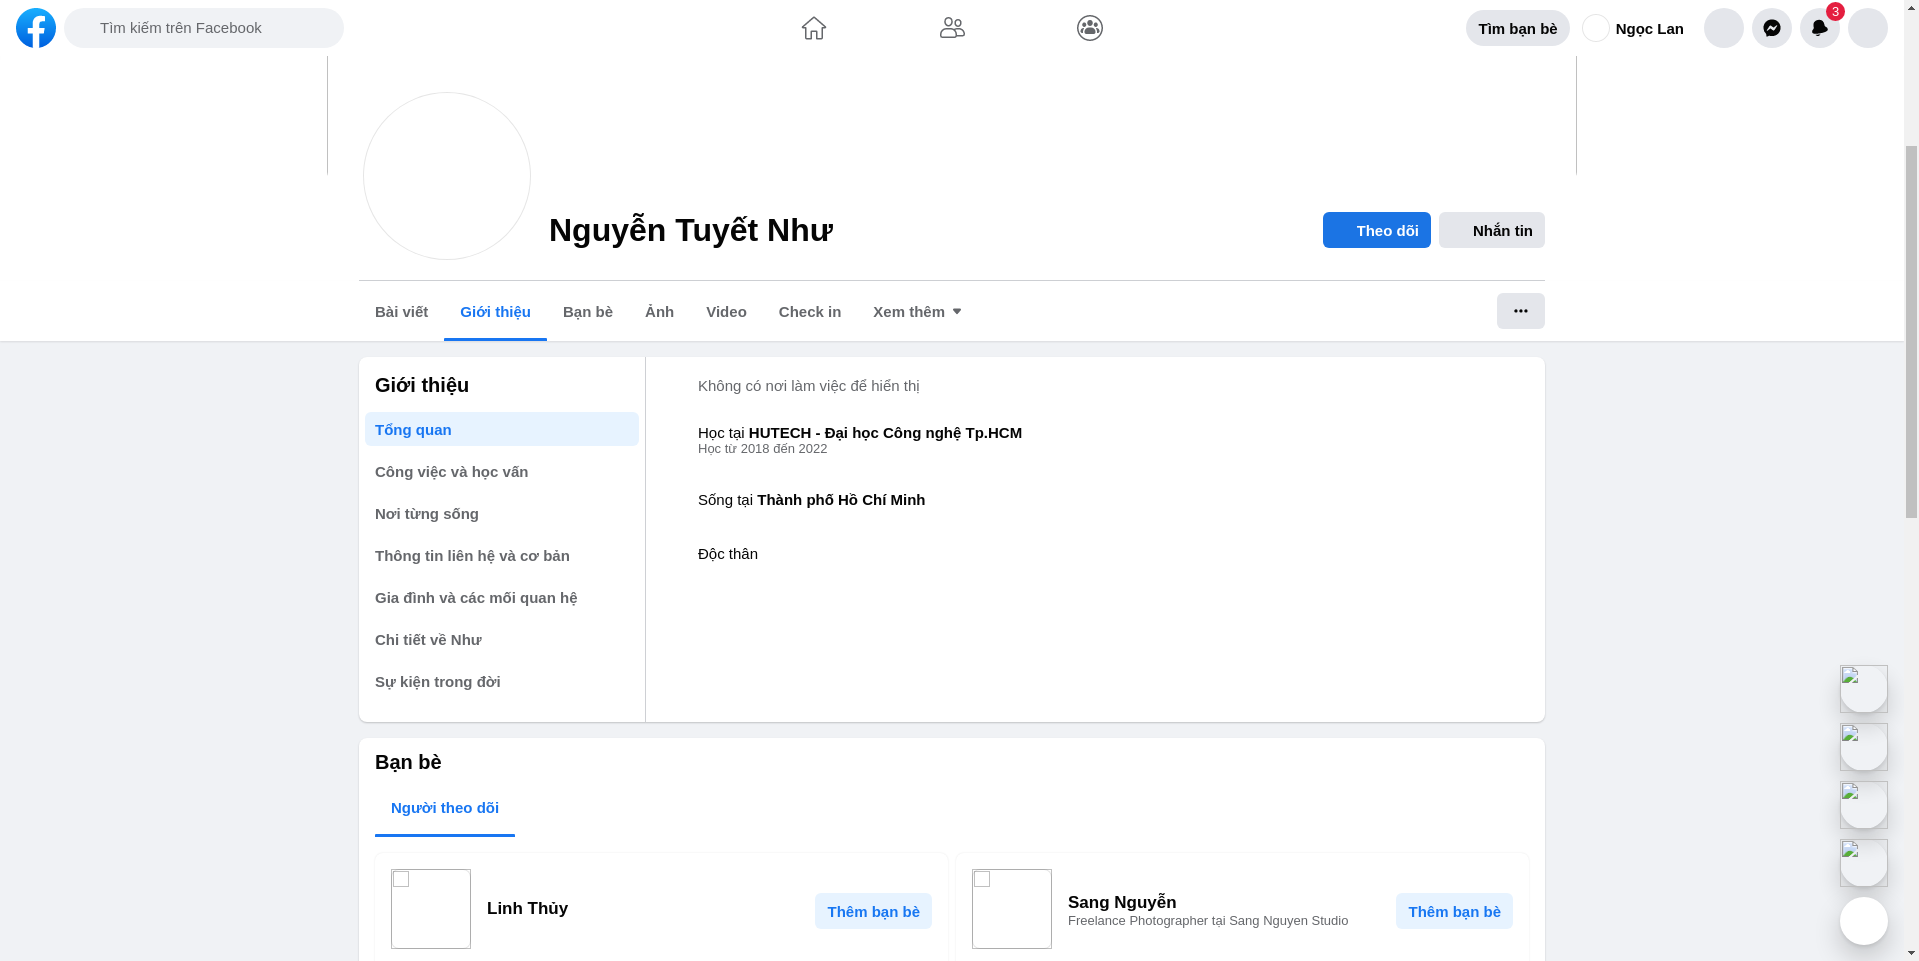 Tìm kiếm trên Facebook
Tìm bạn bè
Ngọc Lan
3
Nguyễn Tuyết Như
Theo dõi
Nhắn tin
Bài viết
Giới thiệu
Bạn bè
Ảnh
Video
Check in
Xem thêm
Giới thiệu
Tổng quan
Công việc và học vấn
Nơi từng sống
Thông tin liên hệ và cơ bản
Gia đình và các mối quan hệ
Chi tiết về Như
Sự kiện trong đời
Không có nơi làm việc để hiển thị
Học tại HUTECH - Đại học Công nghệ Tp.HCM
Học từ 2018 đến 2022
Sống tại Thành phố Hồ Chí Minh
Độc thân
Bạn bè
Người theo dõi
Linh Thủy
Thêm bạn bè
Sang Nguyễn
Freelance Photographer tại Sang Nguyen Studio
Thêm bạn bè